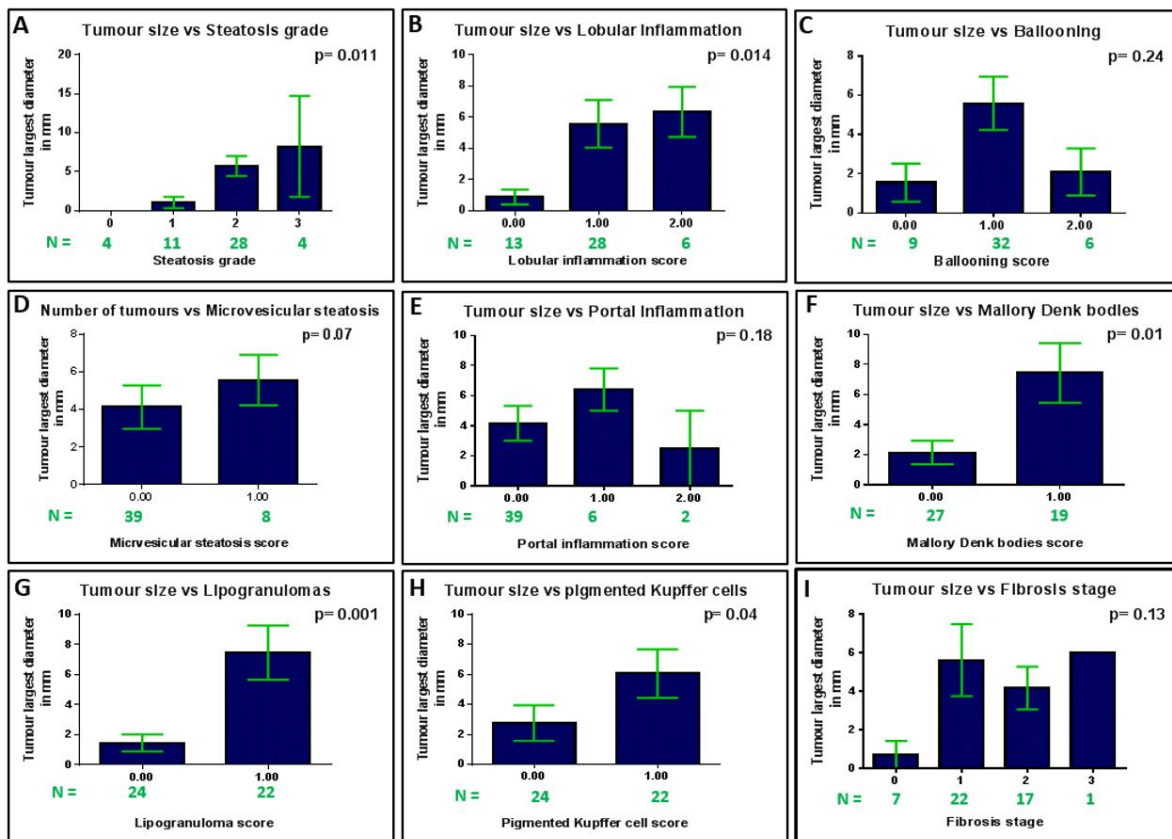 A
Tumour size vs Steatosis grade
p= 0.011
Tumour largest diameter
in mm
20
15
10
5
0
0 1 2 3
N = 4 11 28 4
Steatosis grade
B
Tumour size vs Lobular Inflammation
p= 0.014
Tumour largest diameter
in mm
8
6
4
2
0
0.00 1.00 2.00
N = 13 28 6
Lobular inflammation score
C
Tumour size vs Ballooning
p= 0.24
Tumour largest diameter
in mm
8
6
4
2
0
0.00 1.00 2.00
N = 9 32 6
Ballooning score
D
Number of tumours vs Microvesicular steatosis
p= 0.07
Tumour largest diameter
in mm
8
6
4
2
0
0.00 1.00
N = 39 8
Micrvesicular steatosis score
E
Tumour size vs Portal Inflammation
p= 0.18
Tumour largest diameter
in mm
10
8
6
4
2
0
0.00 1.00 2.00
N = 39 6 2
Portal inflammation score
F
Tumour size vs Mallory Denk bodies
p= 0.01
Tumour largest diameter
in mm
10
8
6
4
2
0
0.00 1.00
N = 27 19
Mallory Denk bodies score
G
Tumour size vs Lipogranulomas
p= 0.001
Tumour largest diameter
in mm
10
8
6
4
2
0
0.00 1.00
N = 24 22
Lipogranuloma score
H
Tumour size vs pigmented Kupffer cells
p= 0.04
Tumour largest diameter
in mm
10
8
6
4
2
0
0.00 1.00
N = 24 22
Pigmented Kupffer cell score
I
Tumour size vs Fibrosis stage
p= 0.13
Tumour largest diameter
in mm
8
6
4
2
0
0 1 2 3
N = 7 22 17 1
Fibrosis stage